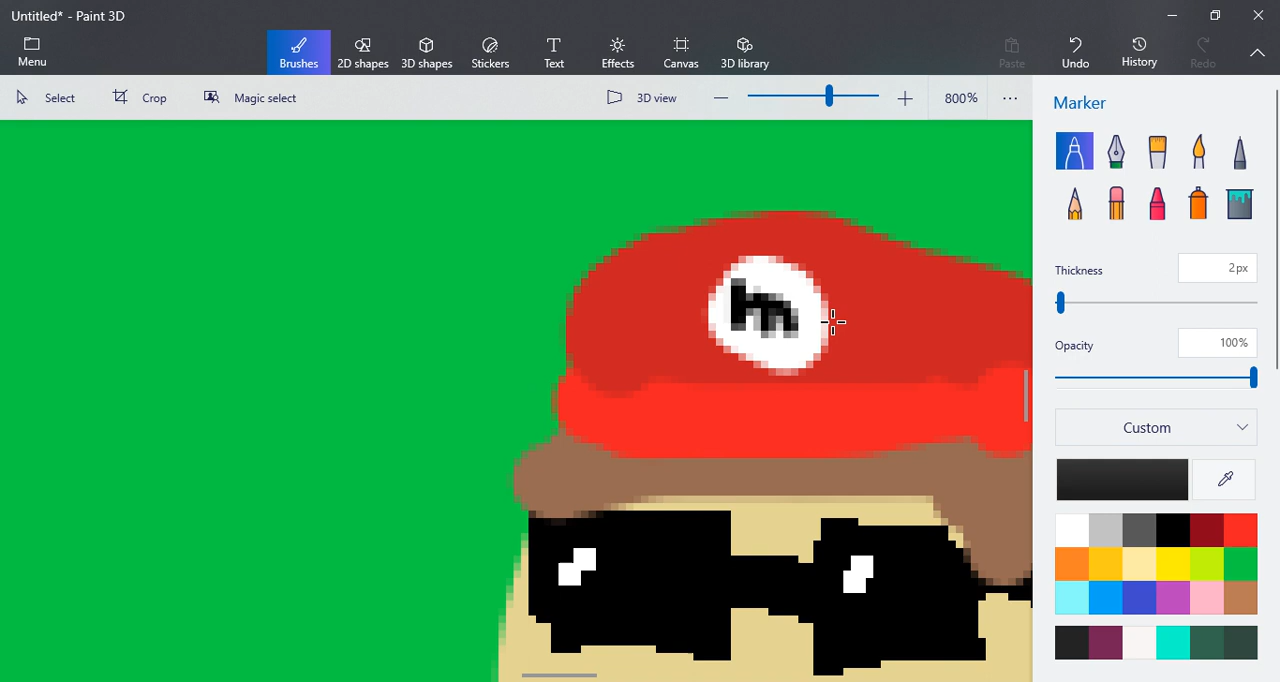 Untitled* - Paint 3D
Menu
Brushes 2D shapes 3D shapes Stickers Text Effects Canvas 3D library Paste Undo History Redo
Select Crop Magic select 3D view 800%
Marker
Thickness 2px
Opacity 100%
Custom